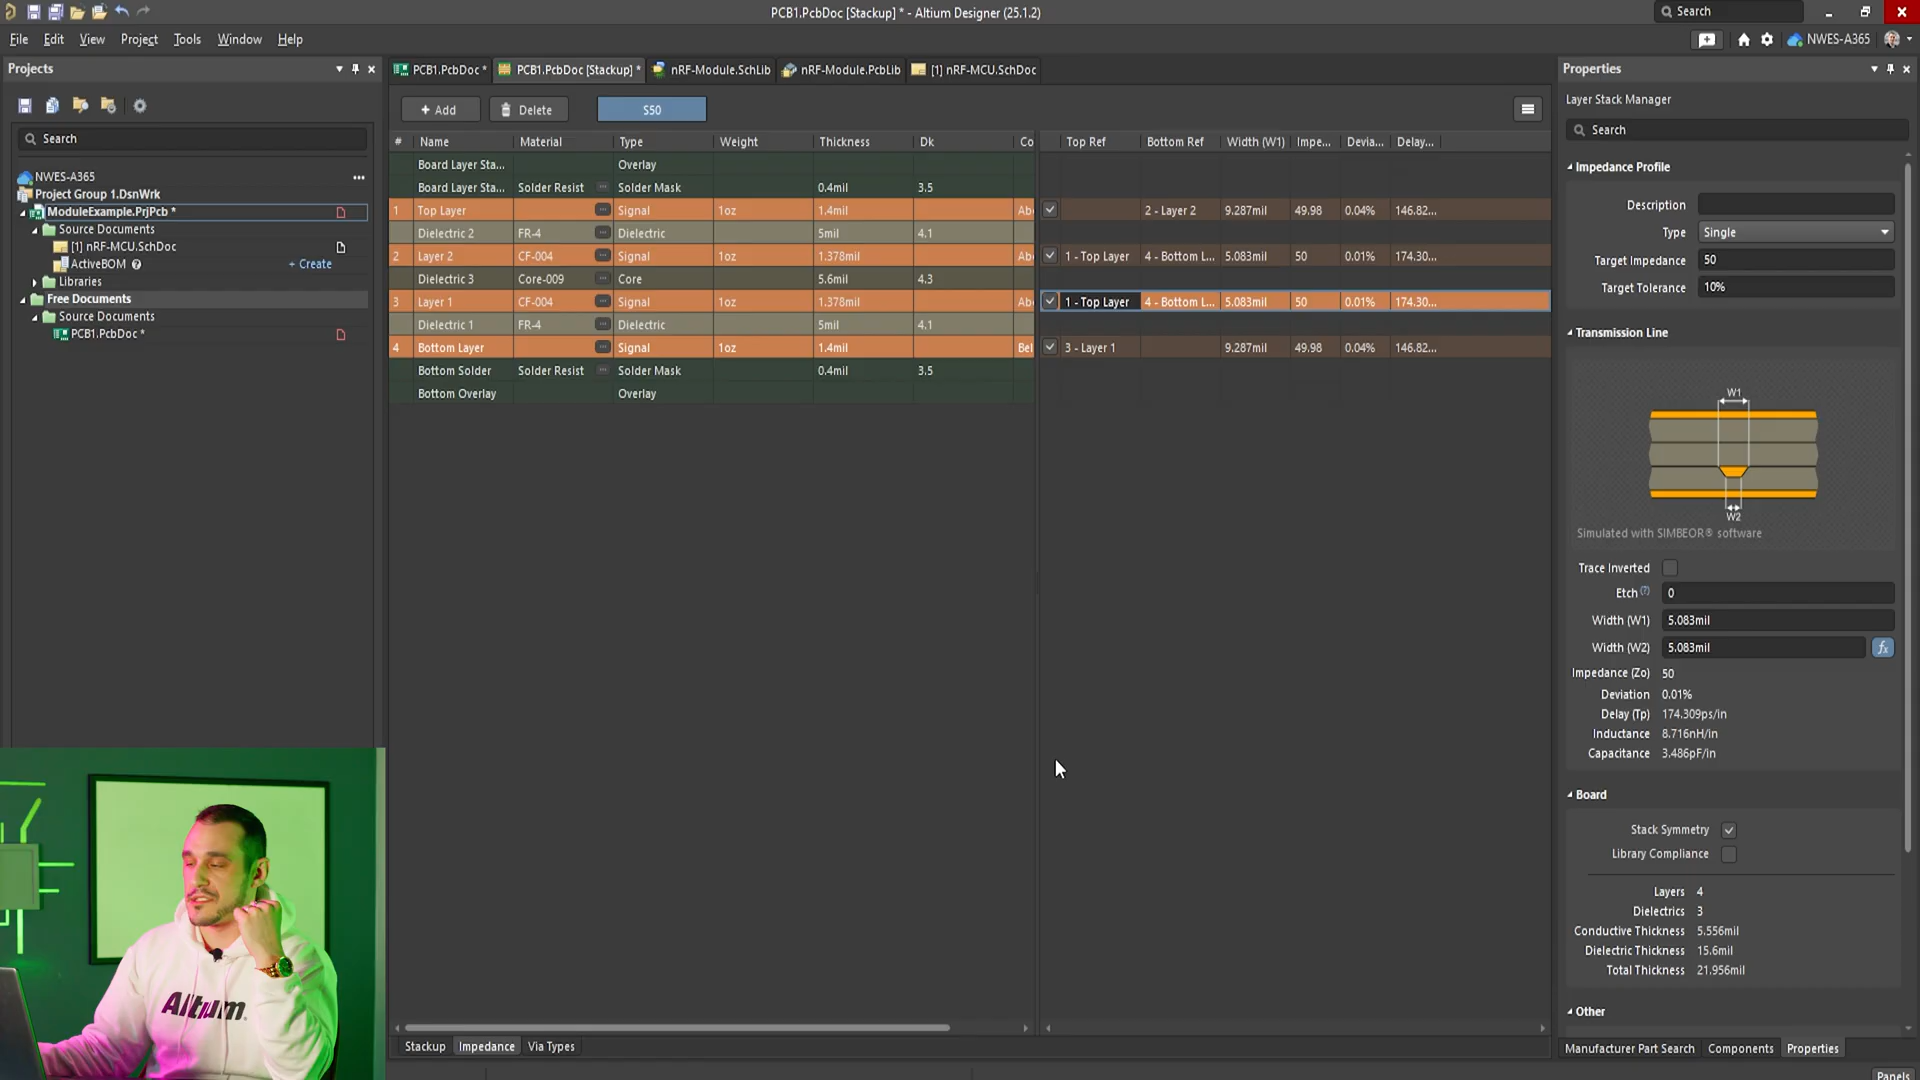 PCB1.PcbDoc [Stackup] * - Altium Designer (25.1.2)
Search
File Edit View Project Tools Window Help
NWES-A365
Projects
Search
NWES-A365
Project Group 1.DsnWrk
ModuleExample.PrjPcb *
Source Documents
[1] nRF-MCU.SchDoc
ActiveBOM
+ Create
Libraries
Free Documents
Source Documents
PCB1.PcbDoc *
PCB1.PcbDoc * PCB1.PcbDoc [Stackup] * nRF-Module.SchLib nRF-Module.PcbLib [1] nRF-MCU.SchDoc
+ Add Delete S50
# Name Material Type Weight Thickness Dk Co Top Ref Bottom Ref Width (W1) Impe... Devia... Delay...
Board Layer Sta... Overlay
Board Layer Sta... Solder Resist Solder Mask 0.4mil 3.5
1 Top Layer Signal 1oz 1.4mil Abo 2 - Layer 2 9.287mil 49.98 0.04% 146.82...
Dielectric 2 FR-4 Dielectric 5mil 4.1
2 Layer 2 CF-004 Signal 1oz 1.378mil Abo 1 - Top Layer 4 - Bottom L... 5.083mil 50 0.01% 174.30...
Dielectric 3 Core-009 Core 5.6mil 4.3
3 Layer 1 CF-004 Signal 1oz 1.378mil Abo 1 - Top Layer 4 - Bottom L... 5.083mil 50 0.01% 174.30...
Dielectric 1 FR-4 Dielectric 5mil 4.1
4 Bottom Layer Signal 1oz 1.4mil Bel 3 - Layer 1 9.287mil 49.98 0.04% 146.82...
Bottom Solder Solder Resist Solder Mask 0.4mil 3.5
Bottom Overlay Overlay
Stackup Impedance Via Types
Properties
Layer Stack Manager
Search
Impedance Profile
Description
Type Single
Target Impedance 50
Target Tolerance 10%
Transmission Line
W1
W2
Simulated with SIMBEOR® software
Trace Inverted
Etch (?) 0
Width (W1) 5.083mil
Width (W2) 5.083mil fx
Impedance (Zo) 50
Deviation 0.01%
Delay (Tp) 174.309ps/in
Inductance 8.716nH/in
Capacitance 3.486pF/in
Board
Stack Symmetry
Library Compliance
Layers 4
Dielectrics 3
Conductive Thickness 5.556mil
Dielectric Thickness 15.6mil
Total Thickness 21.956mil
Other
Manufacturer Part Search Components Properties
Panels
Altium.